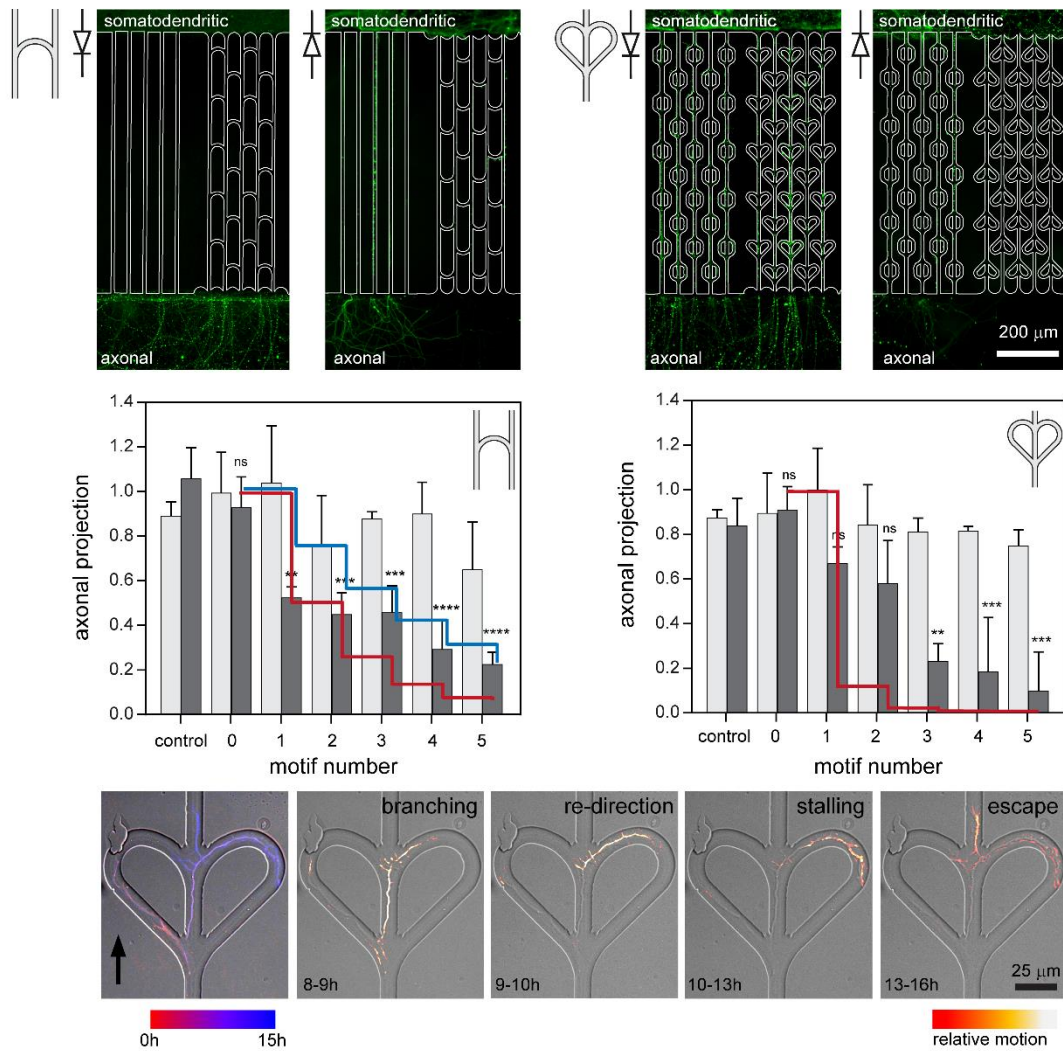 somatodendritic
somatodendritic
somatodendritic
somatodendritic
axonal
axonal
axonal
axonal
200 μm
1.4
1.2
1.0
0.8
0.6
0.4
0.2
0.0
axonal projection
ns
**
***
***
****
****
control 0 1 2 3 4 5
motif number
1.4
1.2
1.0
0.8
0.6
0.4
0.2
0.0
axonal projection
ns
ns
ns
**
***
***
control 0 1 2 3 4 5
motif number
branching
re-direction
stalling
escape
8-9h
9-10h
10-13h
13-16h
25 μm
0h 15h
relative motion